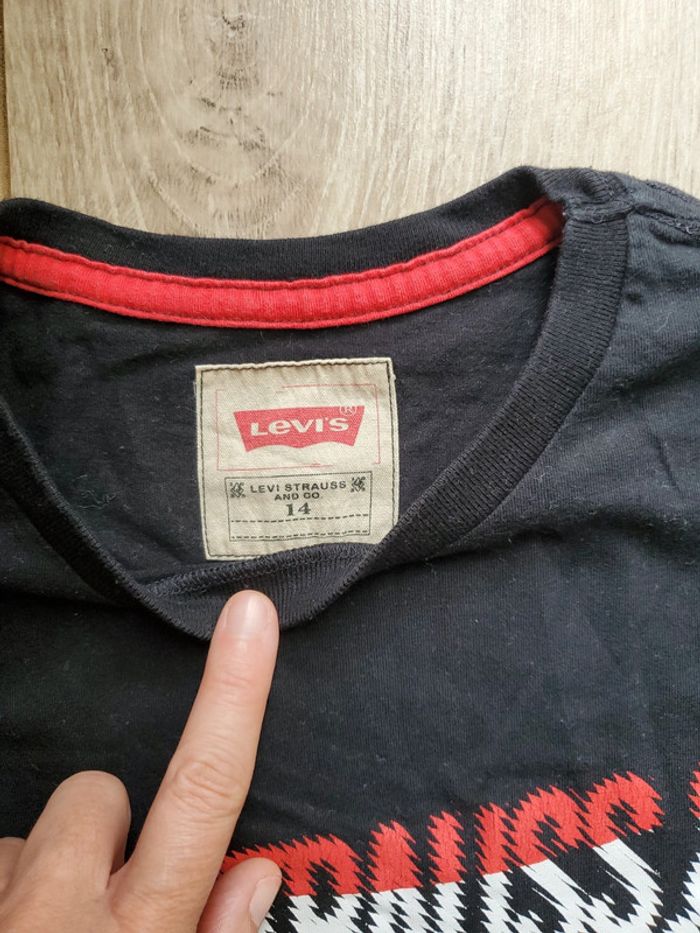 LEVI'S ®
LEVI STRAUSS
AND CO
14